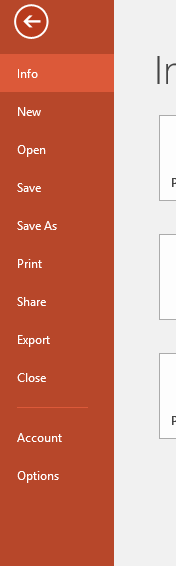 Info
New
Open
Save
Save As
Print
Share
Export
Close
Account
Options